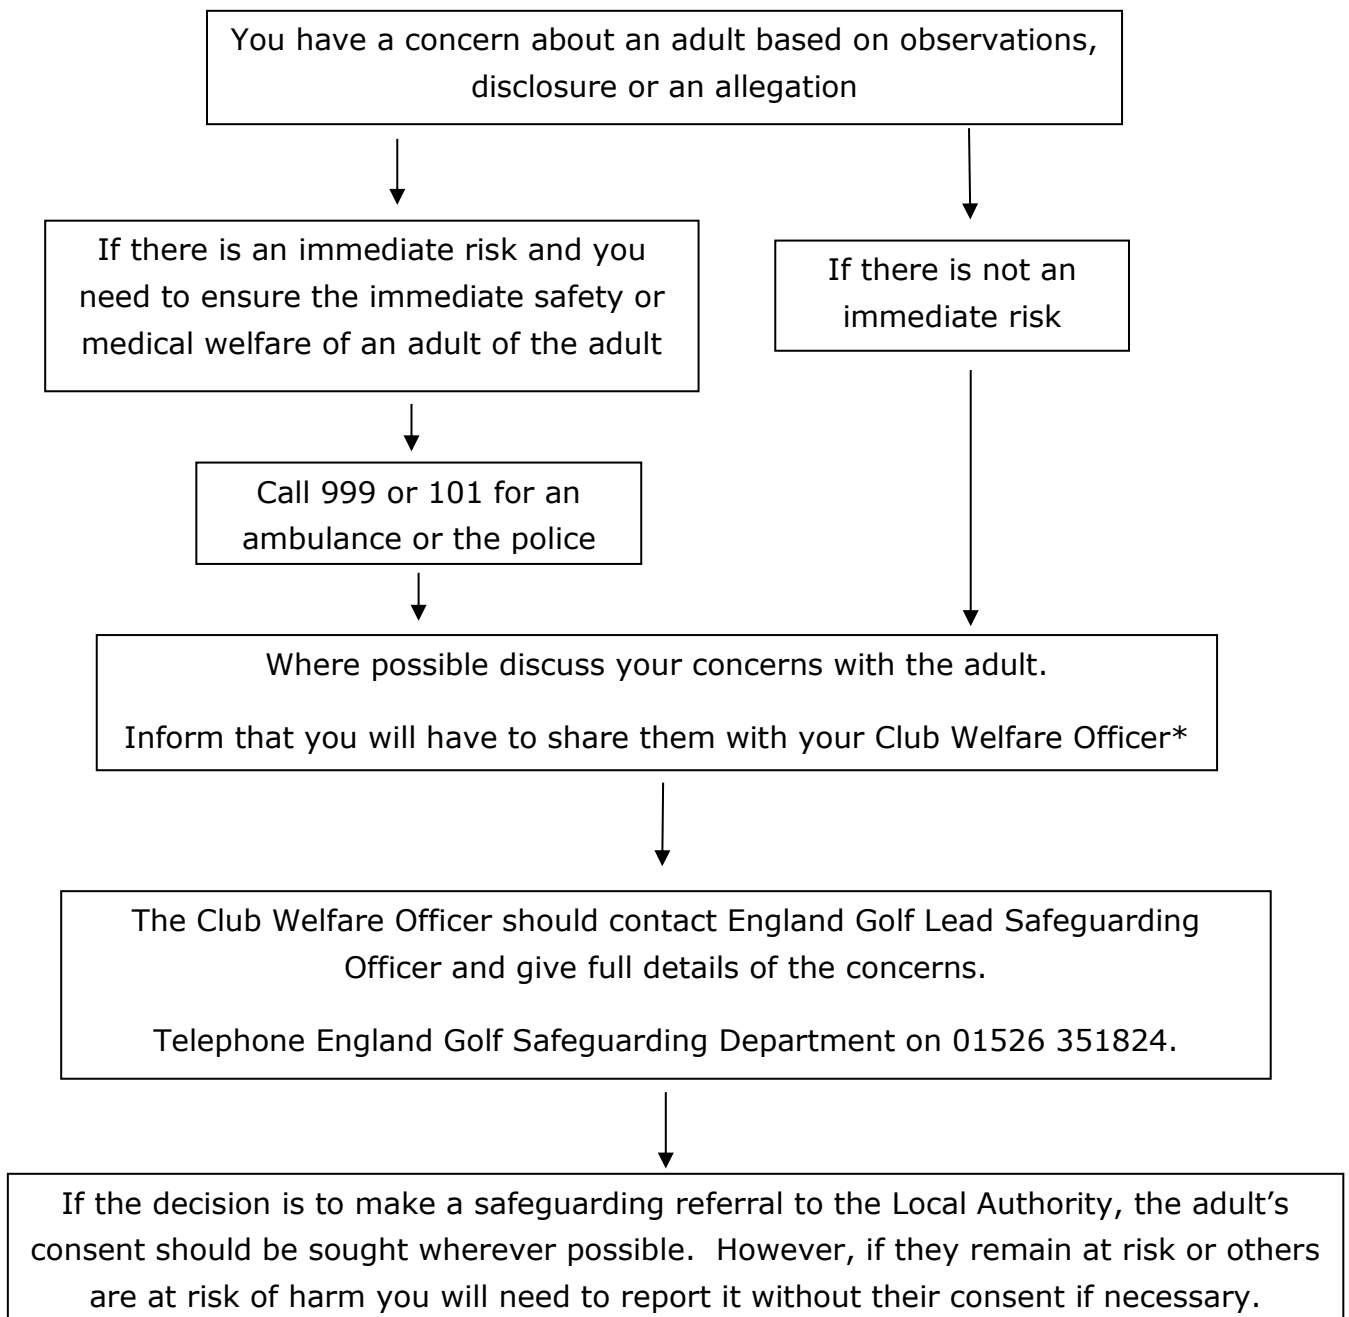 You have a concern about an adult based on observations,
disclosure or an allegation
If there is an immediate risk and you
need to ensure the immediate safety or
medical welfare of an adult of the adult
If there is not an
immediate risk
Call 999 or 101 for an
ambulance or the police
Where possible discuss your concerns with the adult.
Inform that you will have to share them with your Club Welfare Officer*
The Club Welfare Officer should contact England Golf Lead Safeguarding
Officer and give full details of the concerns.
Telephone England Golf Safeguarding Department on 01526 351824.
If the decision is to make a safeguarding referral to the Local Authority, the adult’s
consent should be sought wherever possible.  However, if they remain at risk or others
are at risk of harm you will need to report it without their consent if necessary.